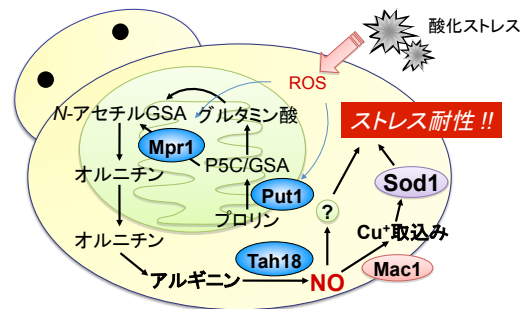 酸化ストレス
ROS
N-アセチルGSA
グルタミン酸
ストレス耐性 !!
Mpr1
P5C/GSA
オルニチン
Put1
Sod1
プロリン
?
Cu⁺取込み
オルニチン
Tah18
アルギニン
NO
Mac1